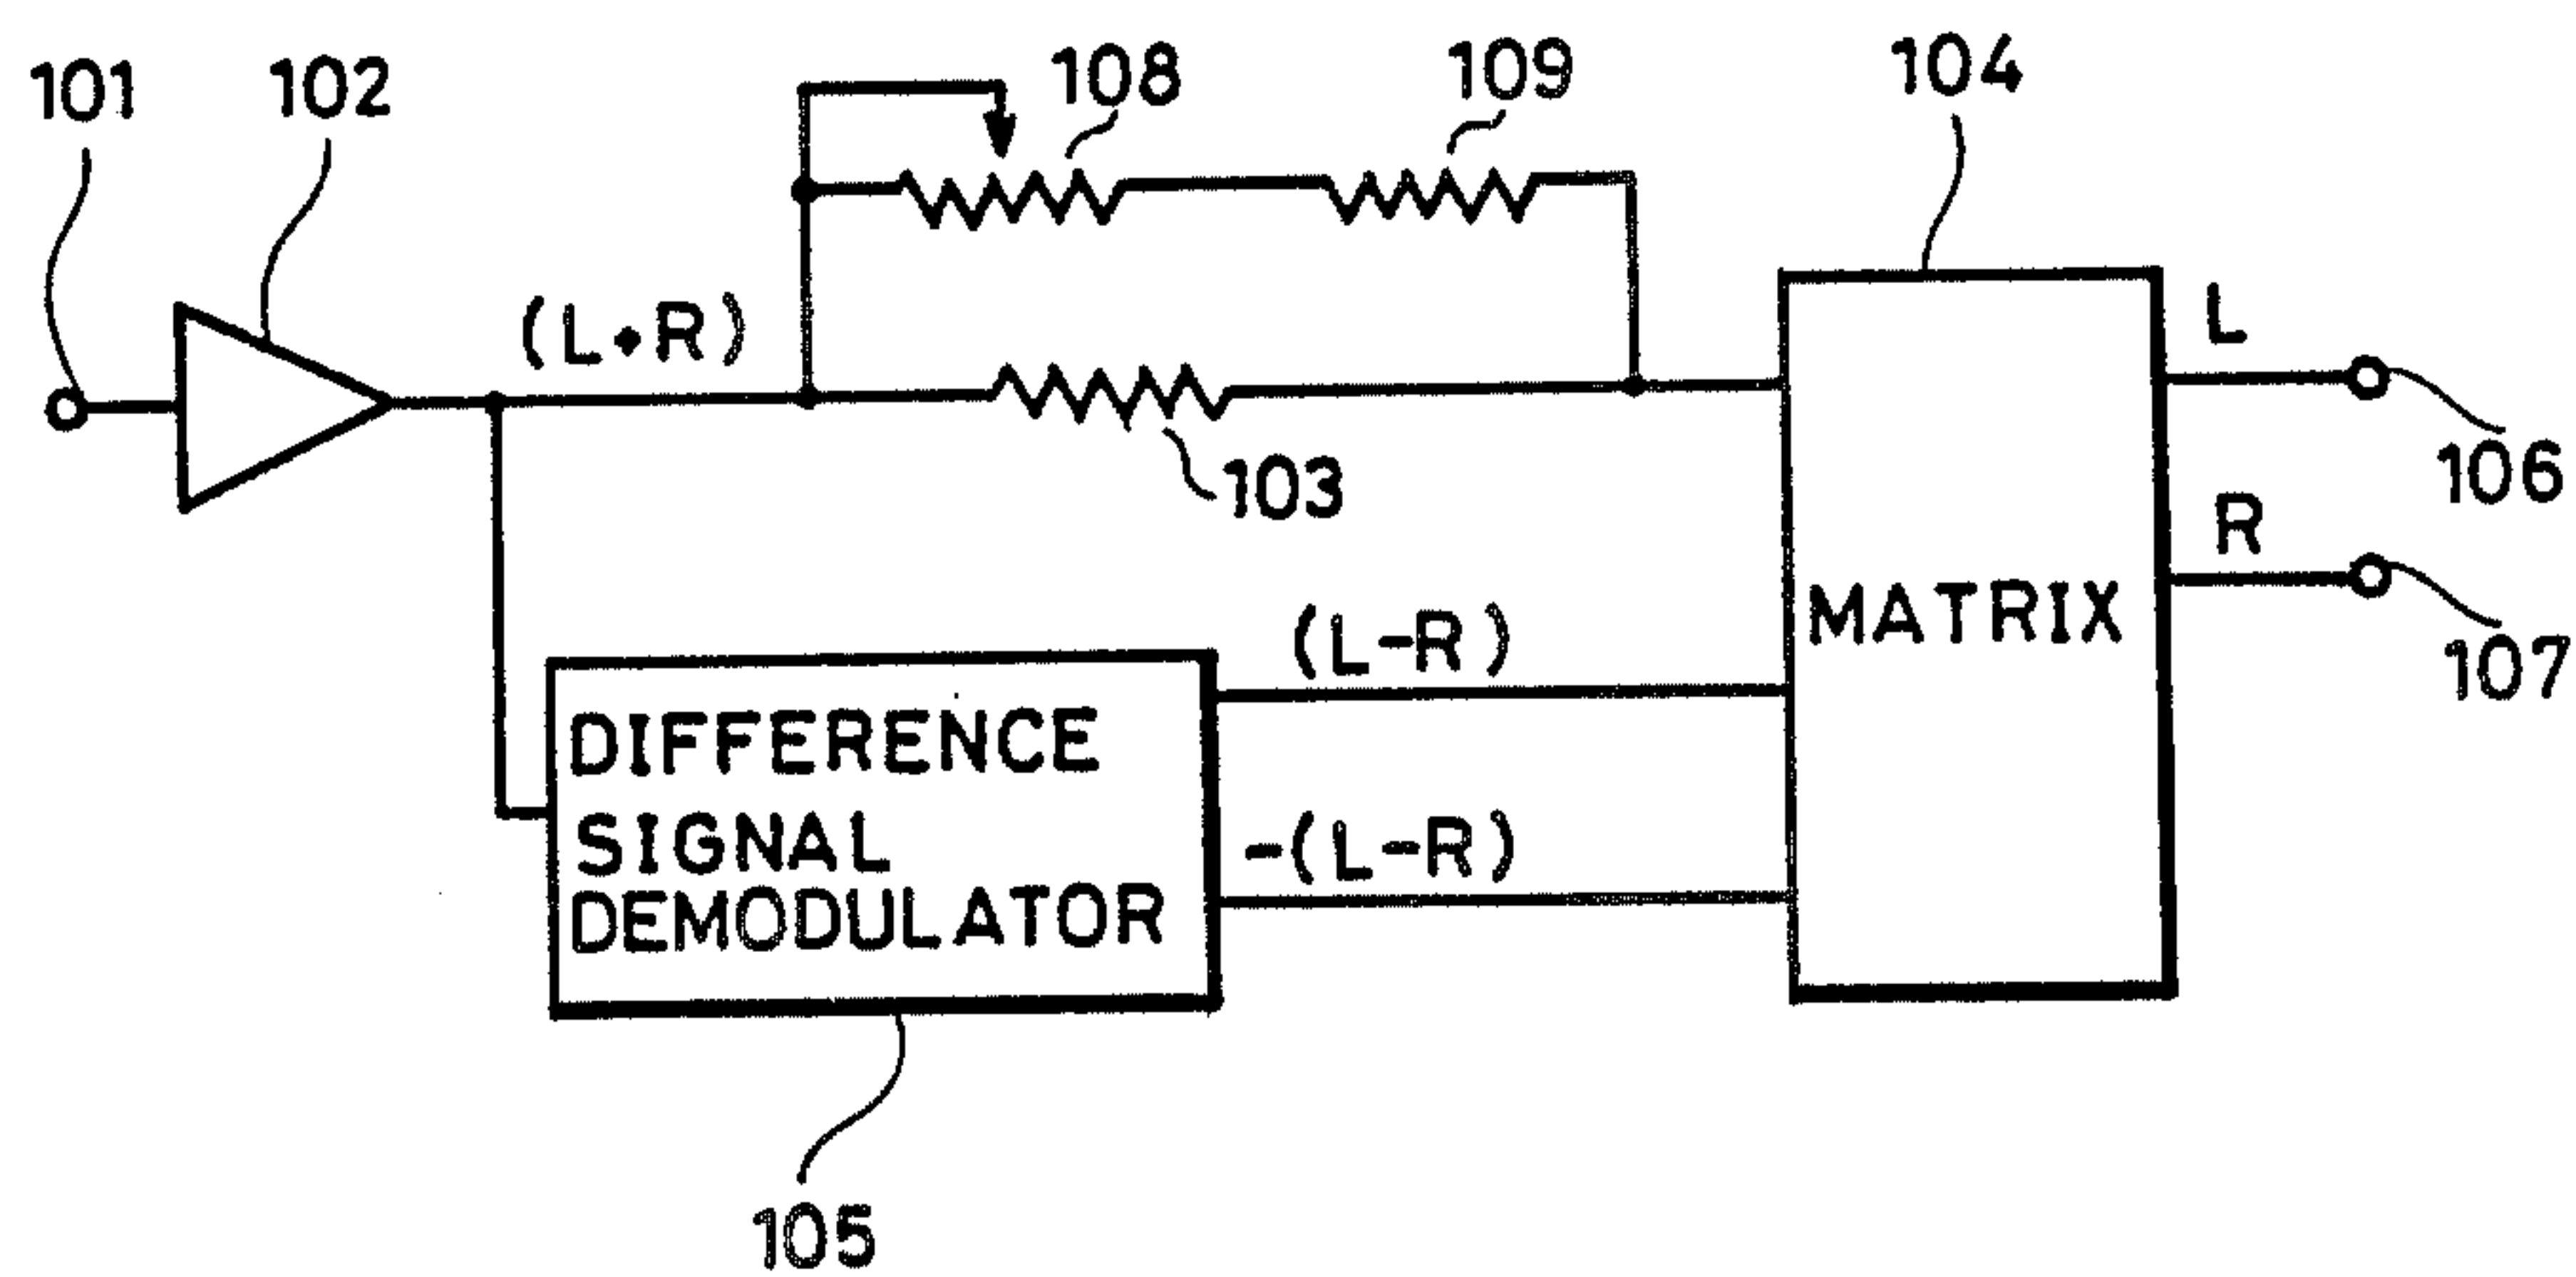 101
102
108
109
104
(L+R)
103
L
106
R
107
MATRIX
(L-R)
-(L-R)
DIFFERENCE
SIGNAL
DEMODULATOR
105